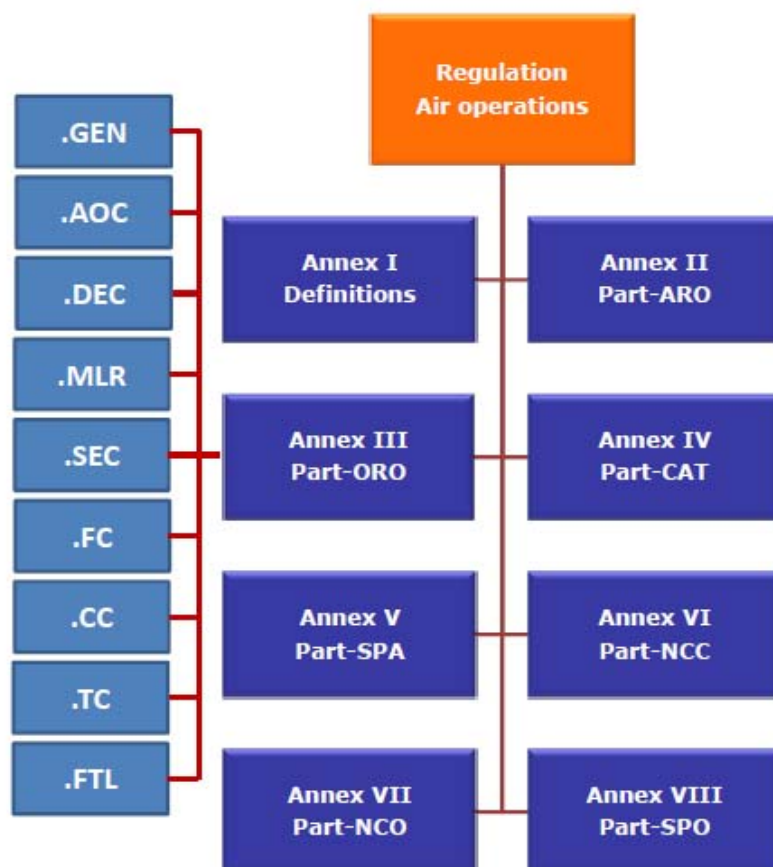 Regulation
Air operations
.GEN
.AOC
.DEC
.MLR
.SEC
.FC
.CC
.TC
.FTL
Annex I
Definitions
Annex II
Part-ARO
Annex III
Part-ORO
Annex IV
Part-CAT
Annex V
Part-SPA
Annex VI
Part-NCC
Annex VII
Part-NCO
Annex VIII
Part-SPO